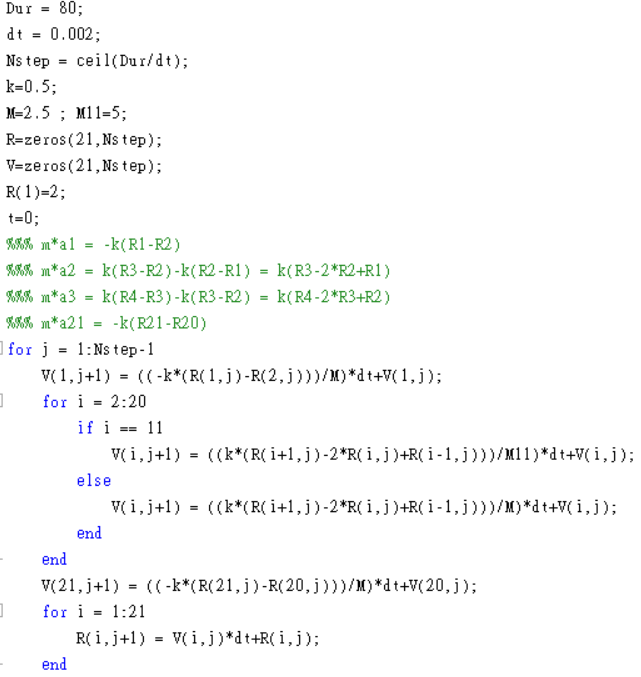 Dur = 80;
dt = 0.002;
Nstep = ceil(Dur/dt);
k=0.5;
M=2.5 ; M11=5;
R=zeros(21,Nstep);
V=zeros(21,Nstep);
R(1)=2;
t=0;
%%% m*a1 = -k(R1-R2)
%%% m*a2 = k(R3-R2)-k(R2-R1) = k(R3-2*R2+R1)
%%% m*a3 = k(R4-R3)-k(R3-R2) = k(R4-2*R3+R2)
%%% m*a21 = -k(R21-R20)
for j = 1:Nstep-1
V(1,j+1) = ((-k*(R(1,j)-R(2,j)))/M)*dt+V(1,j);
for i = 2:20
if i == 11
V(i,j+1) = ((k*(R(i+1,j)-2*R(i,j)+R(i-1,j)))/M11)*dt+V(i,j);
else
V(i,j+1) = ((k*(R(i+1,j)-2*R(i,j)+R(i-1,j)))/M)*dt+V(i,j);
end
end
V(21,j+1) = ((-k*(R(21,j)-R(20,j)))/M)*dt+V(20,j);
for i = 1:21
R(i,j+1) = V(i,j)*dt+R(i,j);
end